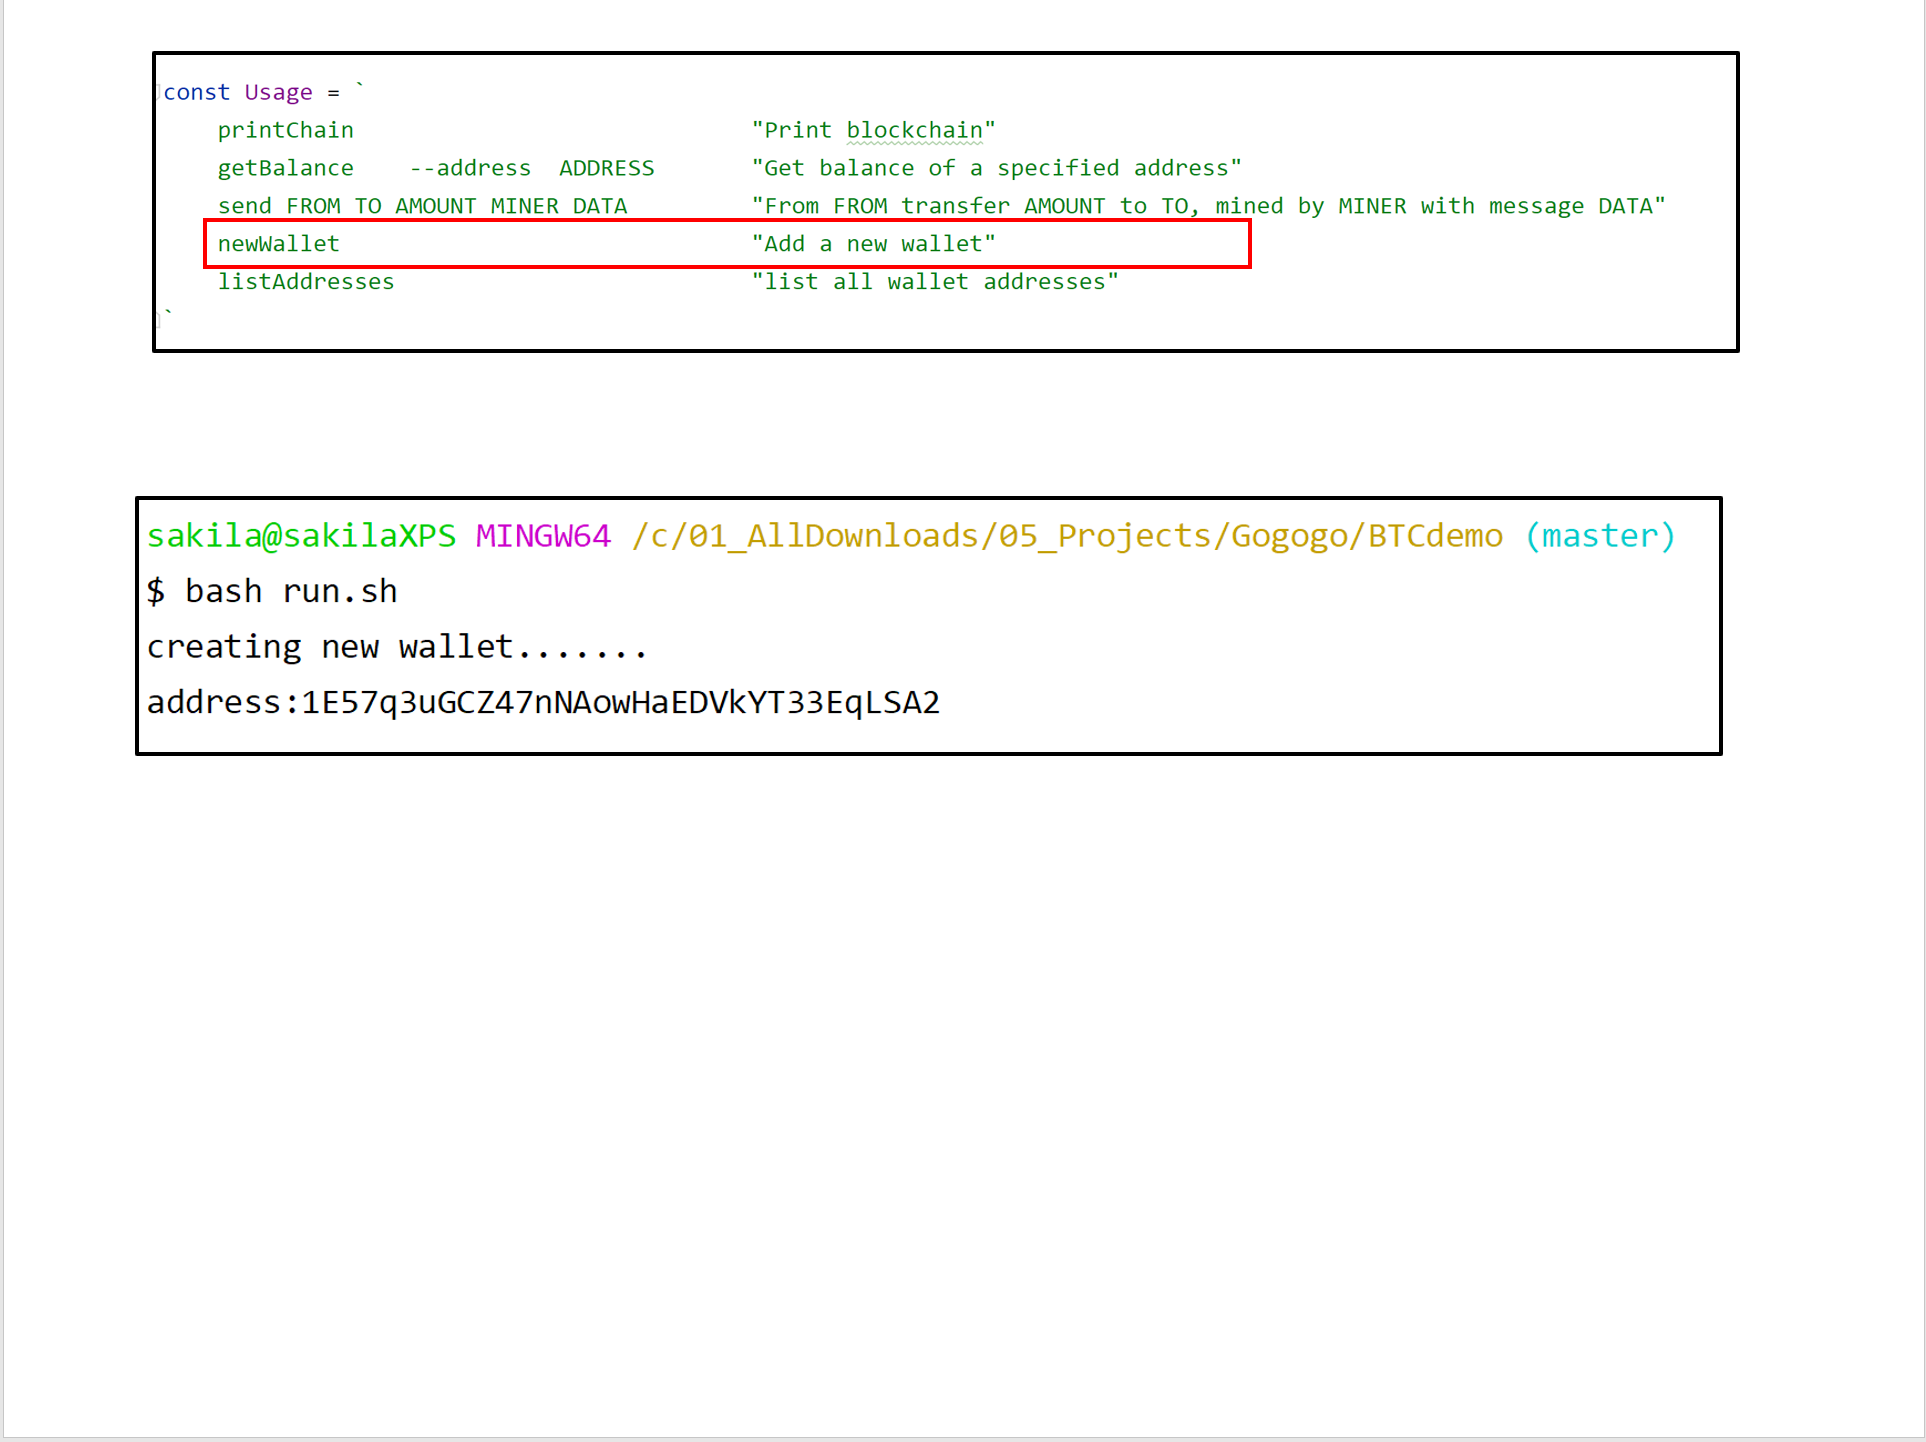 const Usage = `
printChain "Print blockchain"
getBalance --address ADDRESS "Get balance of a specified address"
send FROM TO AMOUNT MINER DATA "From FROM transfer AMOUNT to TO, mined by MINER with message DATA"
newWallet "Add a new wallet"
listAddresses "list all wallet addresses"
`
sakila@sakilaXPS MINGW64 /c/01_AllDownloads/05_Projects/Gogogo/BTCdemo (master)
$ bash run.sh
creating new wallet.......
address:1E57q3uGCZ47nNAowHaEDVkYT33EqLSA2